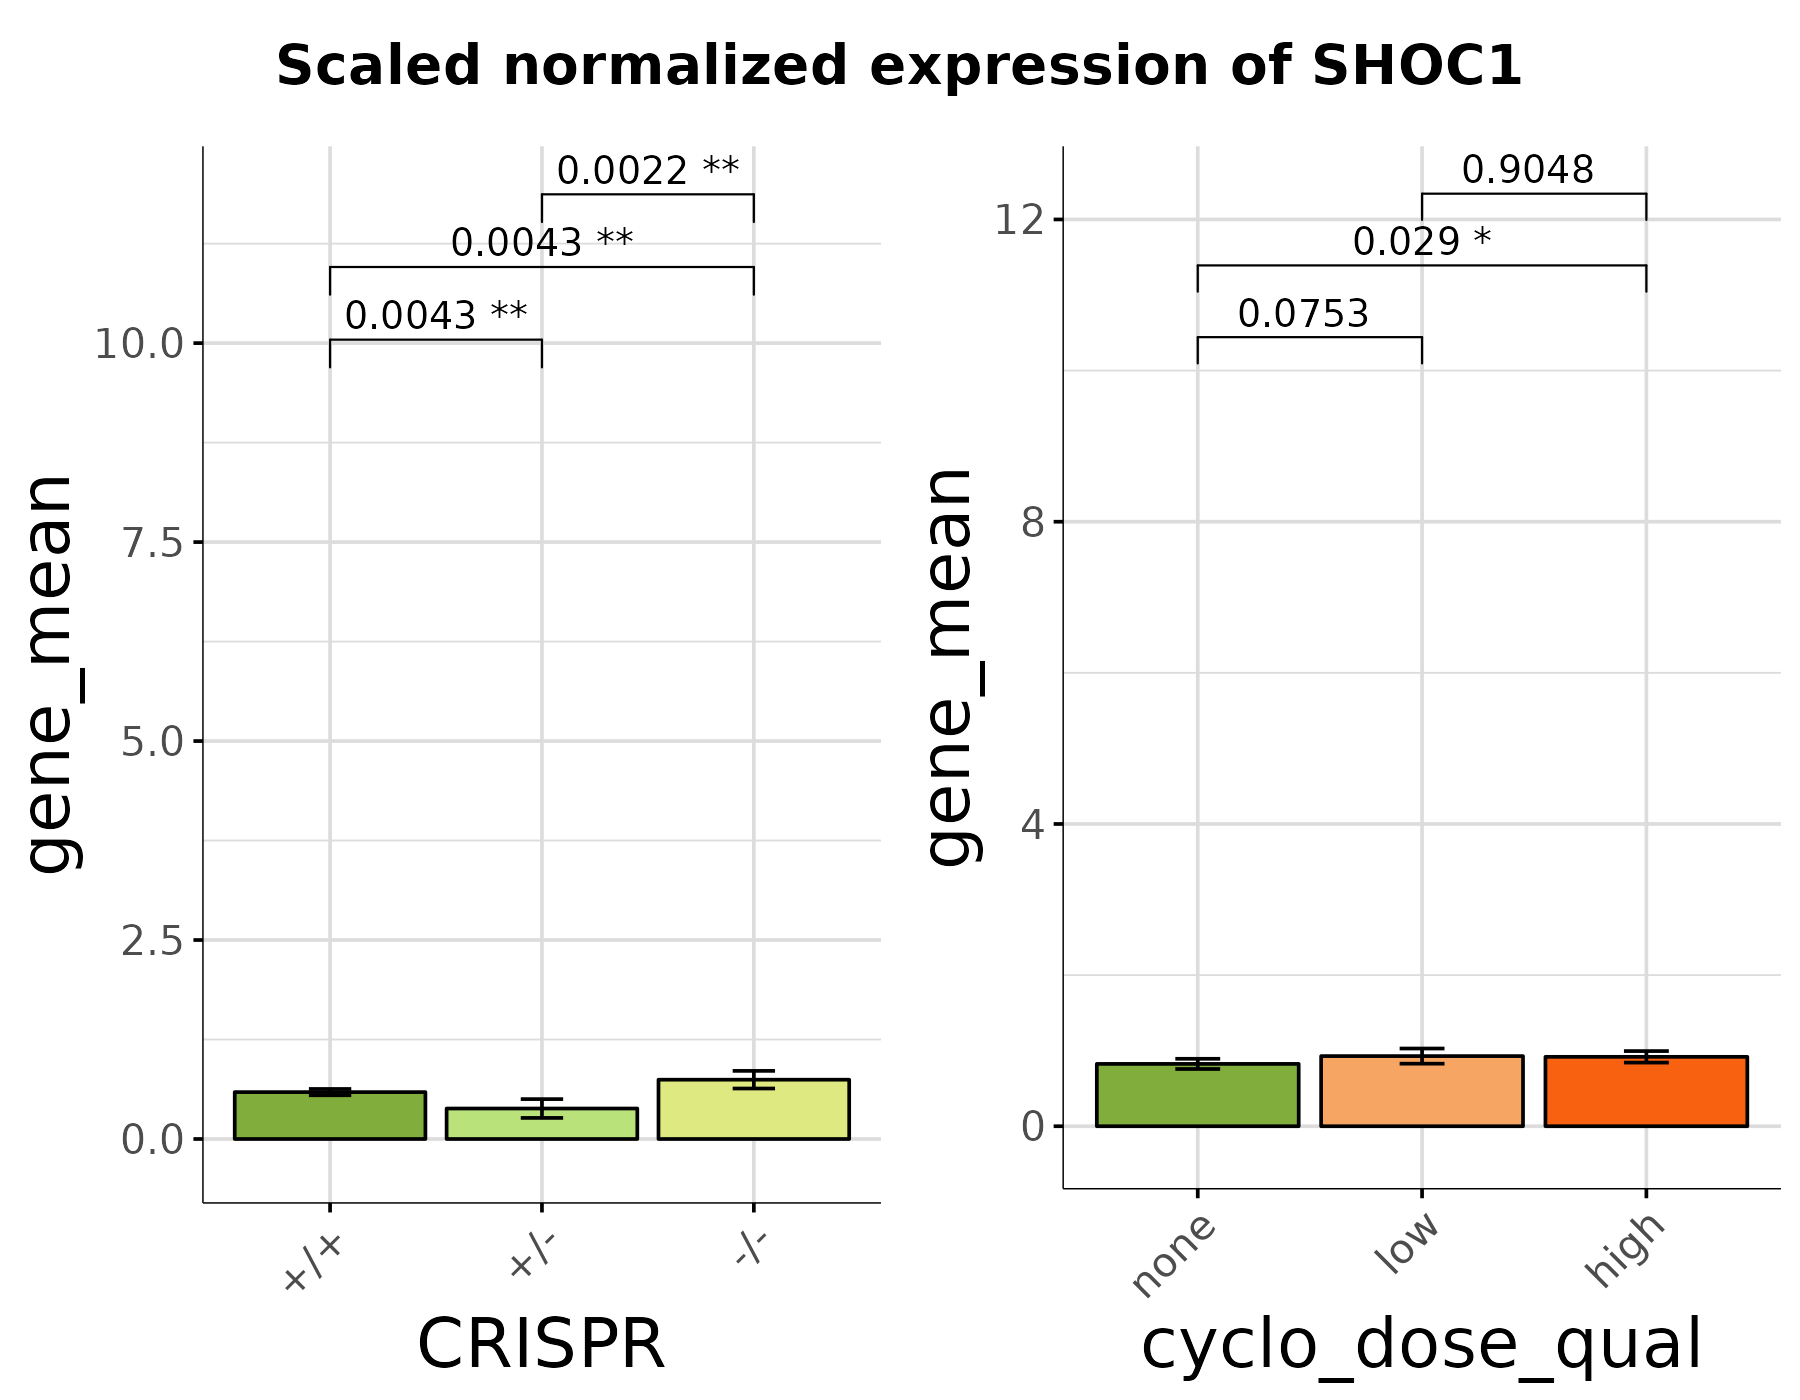 Scaled normalized expression of SHOC1
0.0022 **
0.0043 **
0.0043 **
10.0
7.5
5.0
2.5
0.0
gene_mean
+/+
+/-
-/-
CRISPR
0.9048
0.029 *
0.0753
12
8
4
0
gene_mean
none
low
high
cyclo_dose_qual